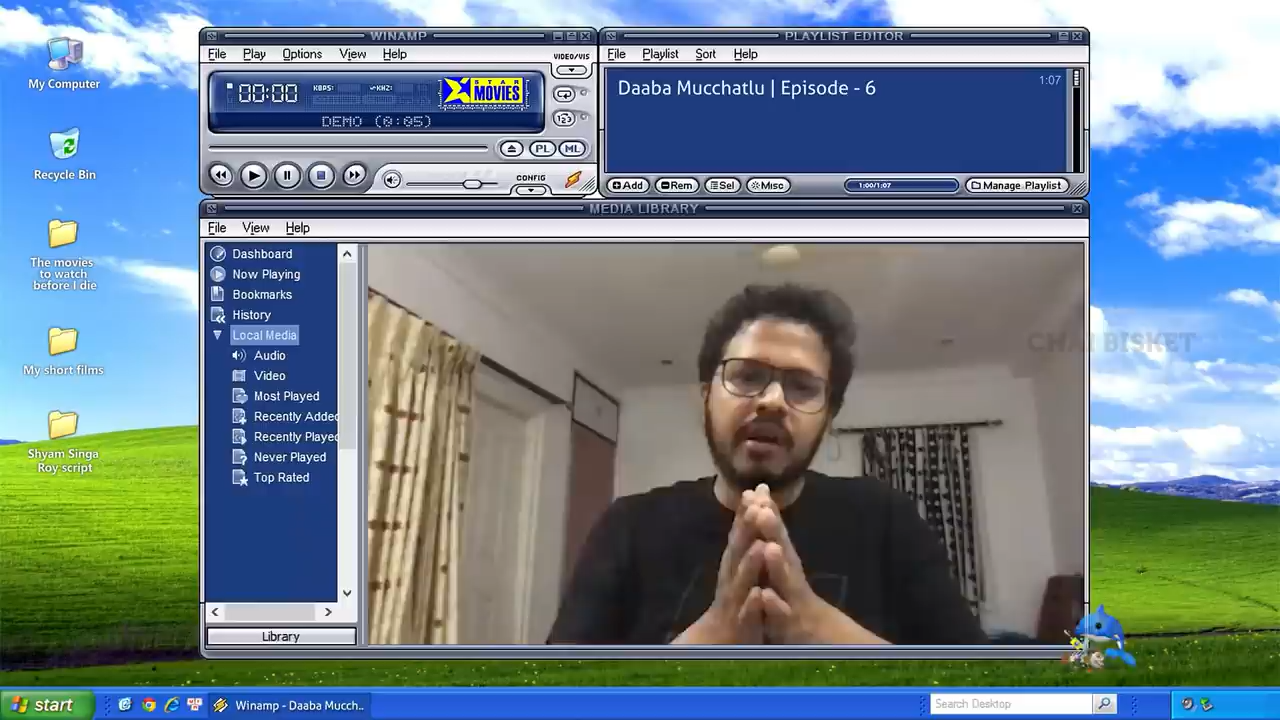 My Computer
Recycle Bin
The movies
to watch
before I die
My short films
Shyam Singa
Roy script
WINAMP
File Play Options View Help
VIDEO/VIS
00:00
KBPS: KHZ:
STAR
MOVIES
DEMO (0:05)
PL ML
CONFIG
PLAYLIST EDITOR
File Playlist Sort Help
Daaba Mucchatlu | Episode - 6 1:07
Add Rem Sel Misc 1:00/1:07 Manage Playlist
MEDIA LIBRARY
File View Help
Dashboard
Now Playing
Bookmarks
History
Local Media
Audio
Video
Most Played
Recently Added
Recently Playe
Never Played
Top Rated
Library
CHAI BISKET
start
Winamp - Daaba Mucch...
Search Desktop